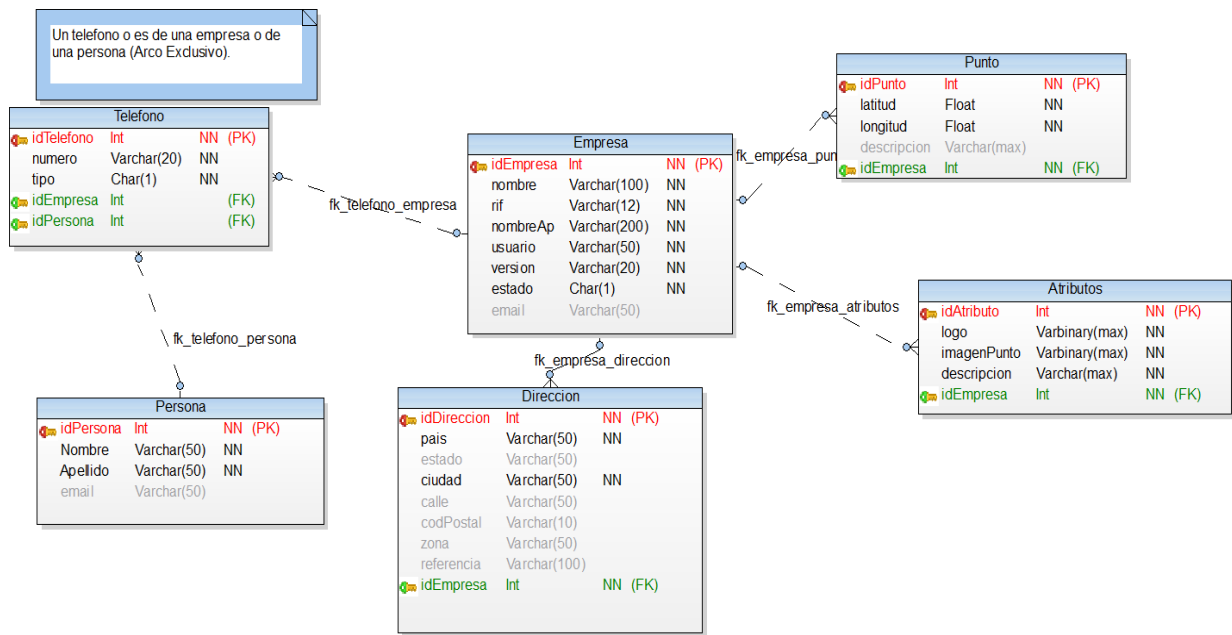 Un telefono o es de una empresa o de
una persona (Arco Exclusivo).
Telefono
idTelefono Int NN (PK)
numero Varchar(20) NN
tipo Char(1) NN
idEmpresa Int (FK)
idPersona Int (FK)
fk_telefono_empresa
fk_telefono_persona
Persona
idPersona Int NN (PK)
Nombre Varchar(50) NN
Apellido Varchar(50) NN
email Varchar(50)
Empresa
idEmpresa Int NN (PK)
nombre Varchar(100) NN
rif Varchar(12) NN
nombreAp Varchar(200) NN
usuario Varchar(50) NN
version Varchar(20) NN
estado Char(1) NN
email Varchar(50)
fk_empresa_direccion
Direccion
idDireccion Int NN (PK)
pais Varchar(50) NN
estado Varchar(50)
ciudad Varchar(50) NN
calle Varchar(50)
codPostal Varchar(10)
zona Varchar(50)
referencia Varchar(100)
idEmpresa Int NN (FK)
fk_empresa_pun
Punto
idPunto Int NN (PK)
latitud Float NN
longitud Float NN
descripcion Varchar(max)
idEmpresa Int NN (FK)
fk_empresa_atributos
Atributos
idAtributo Int NN (PK)
logo Varbinary(max) NN
imagenPunto Varbinary(max) NN
descripcion Varchar(max) NN
idEmpresa Int NN (FK)